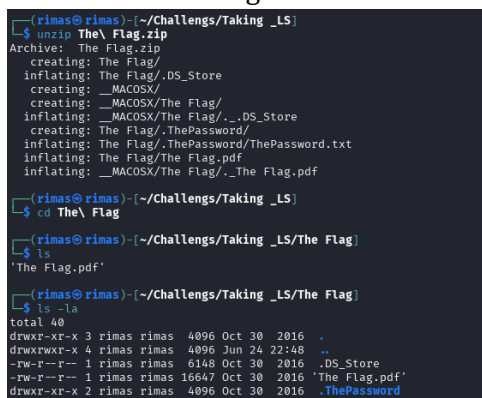 ┌──(rimas㉿rimas)-[~/Challengs/Taking _LS]
└─$ unzip The\ Flag.zip
Archive:  The Flag.zip
   creating: The Flag/
  inflating: The Flag/.DS_Store
   creating: __MACOSX/
   creating: __MACOSX/The Flag/
  inflating: __MACOSX/The Flag/._.DS_Store
   creating: The Flag/.ThePassword/
  inflating: The Flag/.ThePassword/ThePassword.txt
  inflating: The Flag/The Flag.pdf
  inflating: __MACOSX/The Flag/._The Flag.pdf
┌──(rimas㉿rimas)-[~/Challengs/Taking _LS]
└─$ cd The\ Flag
┌──(rimas㉿rimas)-[~/Challengs/Taking _LS/The Flag]
└─$ ls
'The Flag.pdf'
┌──(rimas㉿rimas)-[~/Challengs/Taking _LS/The Flag]
└─$ ls -la
total 40
drwxr-xr-x 3 rimas rimas  4096 Oct 30  2016  .
drwxrwxr-x 4 rimas rimas  4096 Jun 24 22:48  ..
-rw-r--r-- 1 rimas rimas  6148 Oct 30  2016  .DS_Store
-rw-r--r-- 1 rimas rimas 16647 Oct 30  2016 'The Flag.pdf'
drwxr-xr-x 2 rimas rimas  4096 Oct 30  2016  .ThePassword